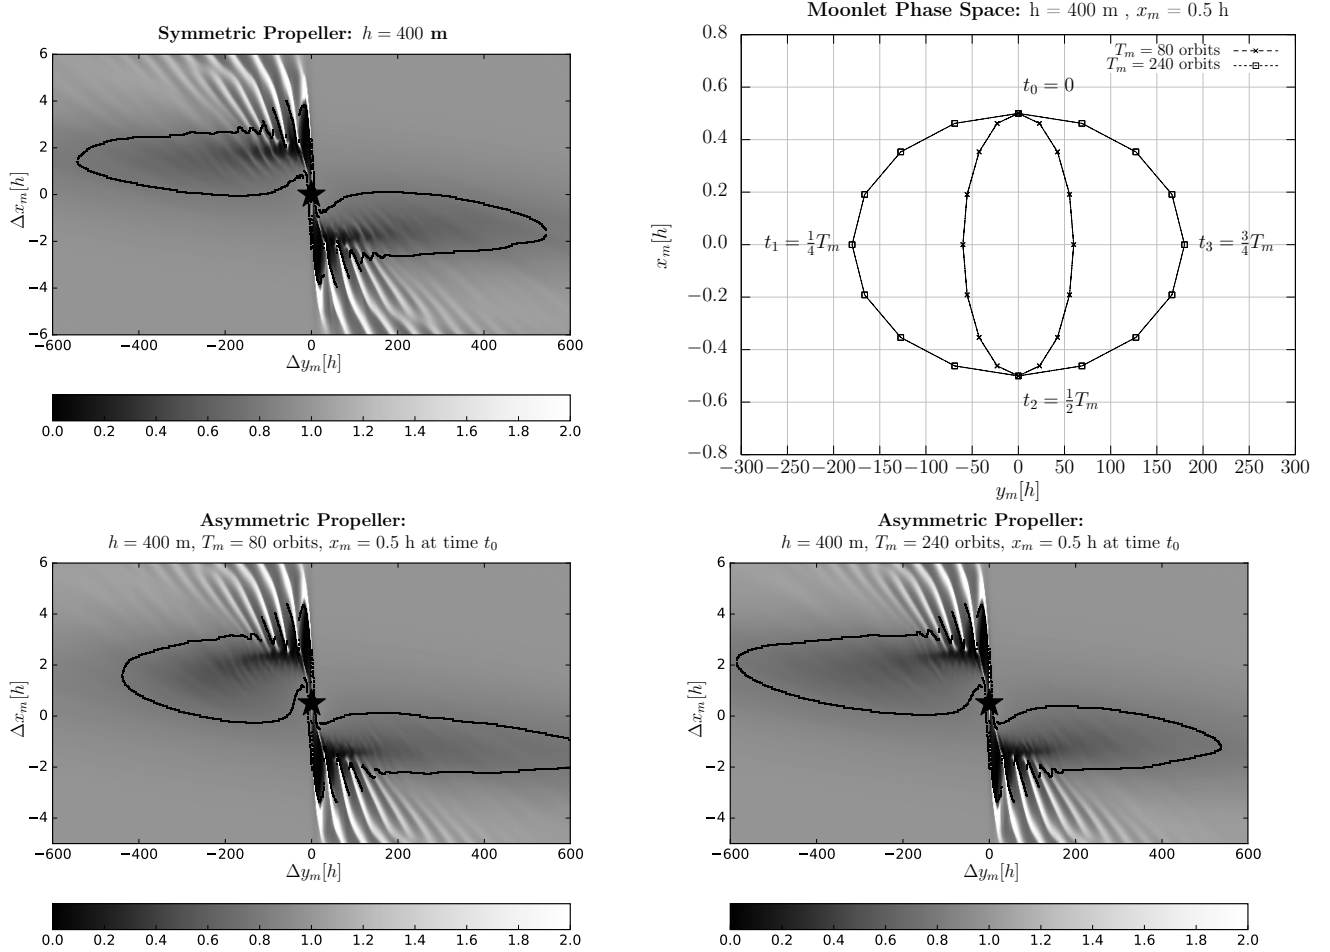 Symmetric Propeller: h = 400 m
6
4
2
0
−2
−4
−6
Δx_m[h]
−600 −400 −200 0 200 400 600
Δy_m[h]
0.0 0.2 0.4 0.6 0.8 1.0 1.2 1.4 1.6 1.8 2.0
Moonlet Phase Space: h = 400 m , x_m = 0.5 h
T_m = 80 orbits
T_m = 240 orbits
t_0 = 0
t_1 = 1/4 T_m
t_3 = 3/4 T_m
t_2 = 1/2 T_m
0.8
0.6
0.4
0.2
0.0
−0.2
−0.4
−0.6
−0.8
x_m[h]
−300 −250 −200 −150 −100 −50 0 50 100 150 200 250 300
y_m[h]
Asymmetric Propeller:
h = 400 m, T_m = 80 orbits, x_m = 0.5 h at time t_0
6
4
2
0
−2
−4
Δx_m[h]
−600 −400 −200 0 200 400 600
Δy_m[h]
0.0 0.2 0.4 0.6 0.8 1.0 1.2 1.4 1.6 1.8 2.0
Asymmetric Propeller:
h = 400 m, T_m = 240 orbits, x_m = 0.5 h at time t_0
6
4
2
0
−2
−4
Δx_m[h]
−600 −400 −200 0 200 400 600
Δy_m[h]
0.0 0.2 0.4 0.6 0.8 1.0 1.2 1.4 1.6 1.8 2.0